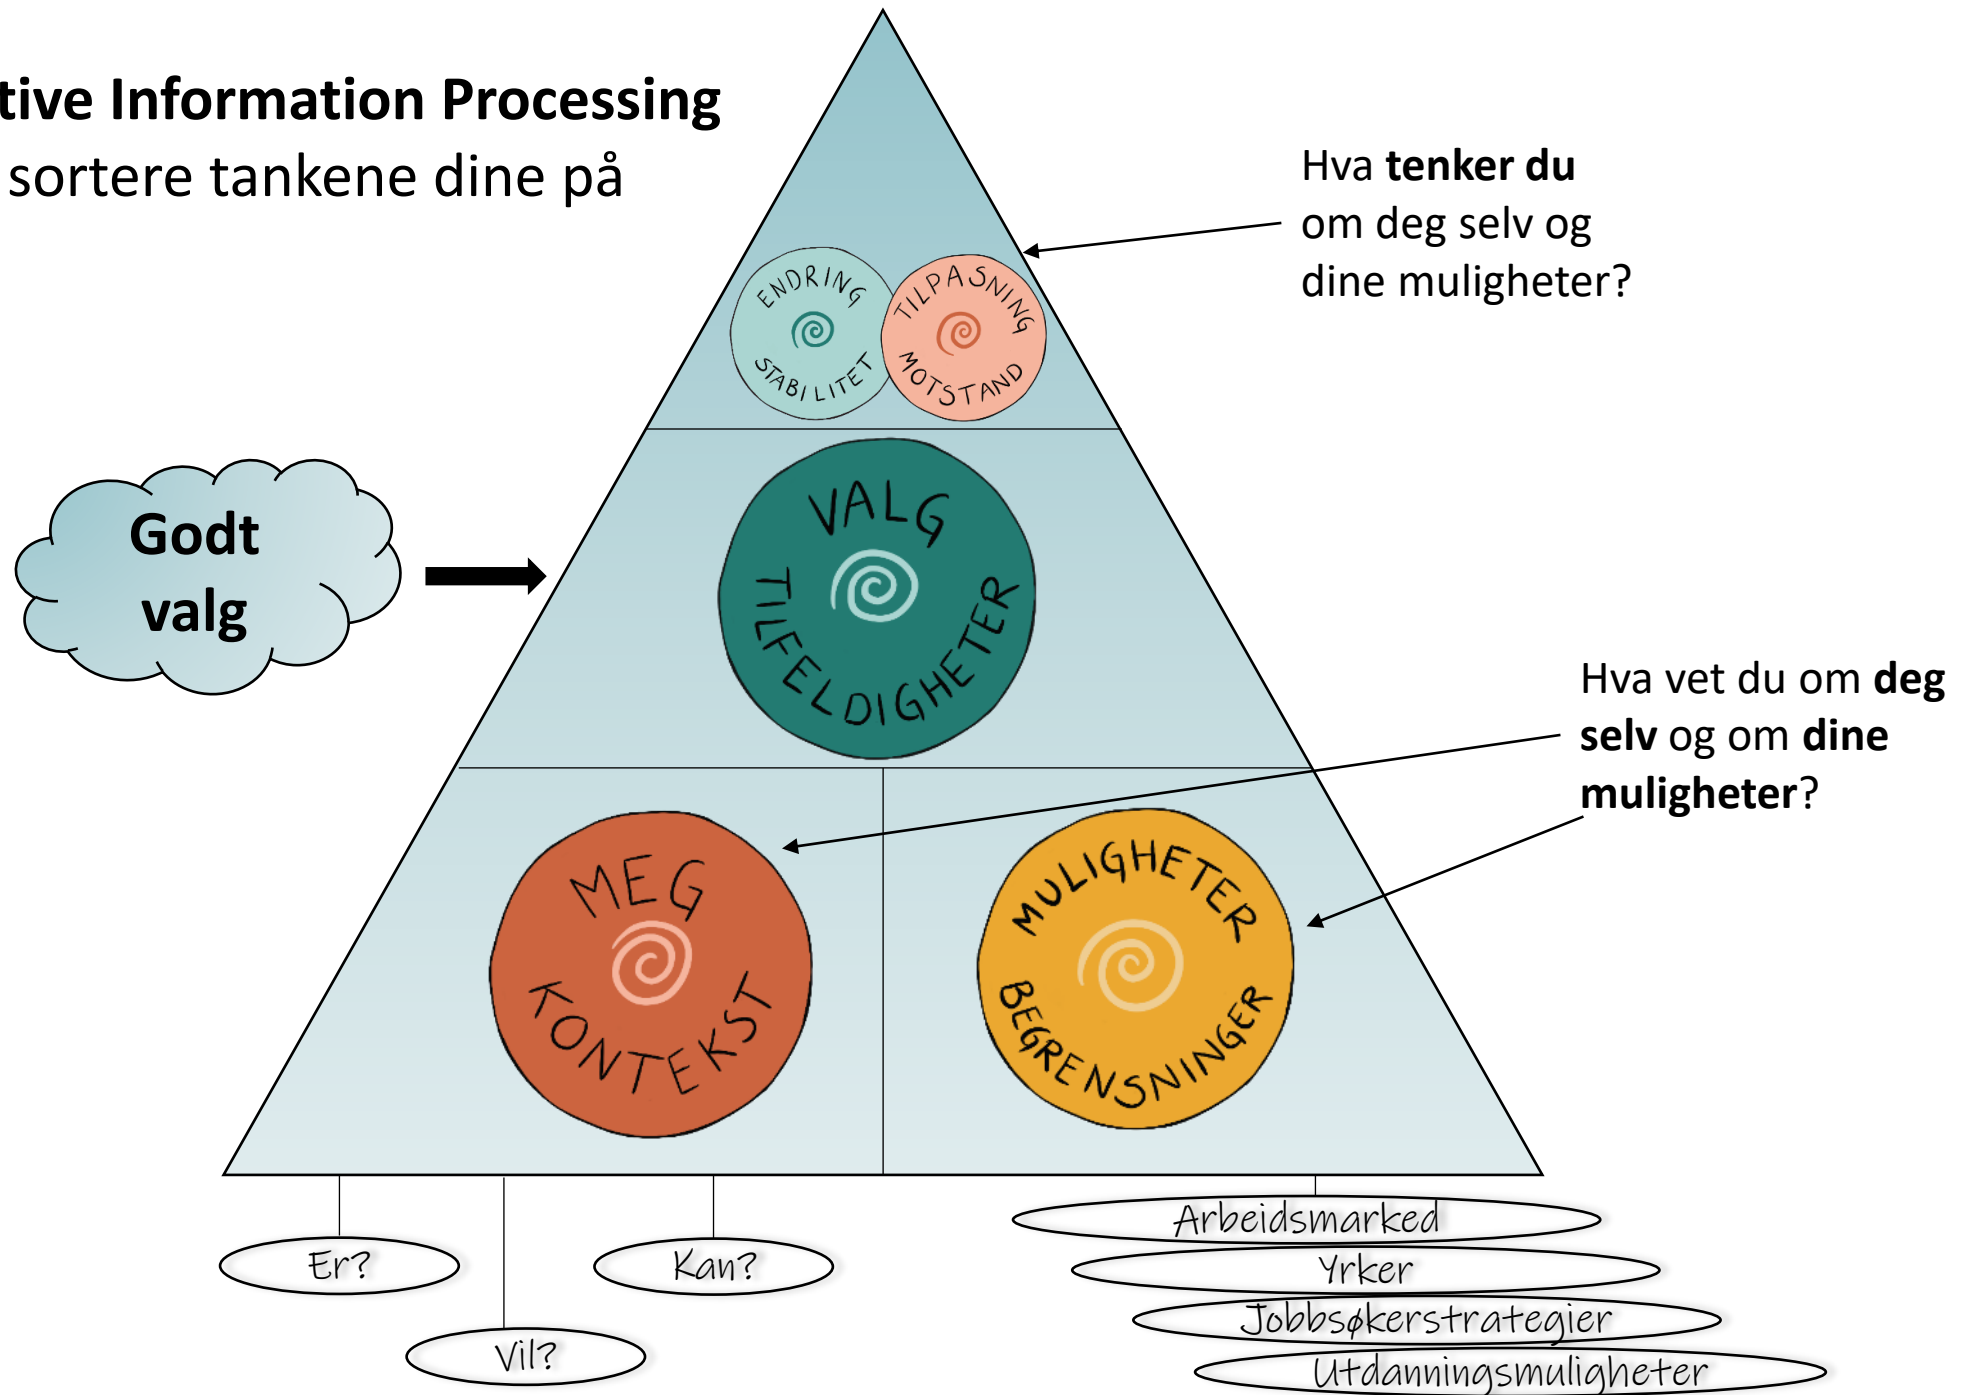 tive Information Processing
sortere tankene dine på
Hva tenker du
om deg selv og
dine muligheter?
ENDRING
STABILITET
TILPASNING
MOTSTAND
Godt
valg
VALG
TILFELDIGHETER
Hva vet du om deg
selv og om dine
muligheter?
MEG
KONTEKST
MULIGHETER
BEGRENSNINGER
Er?
Vil?
Kan?
Arbeidsmarked
Yrker
Jobbsøkerstrategier
Utdanningsmuligheter